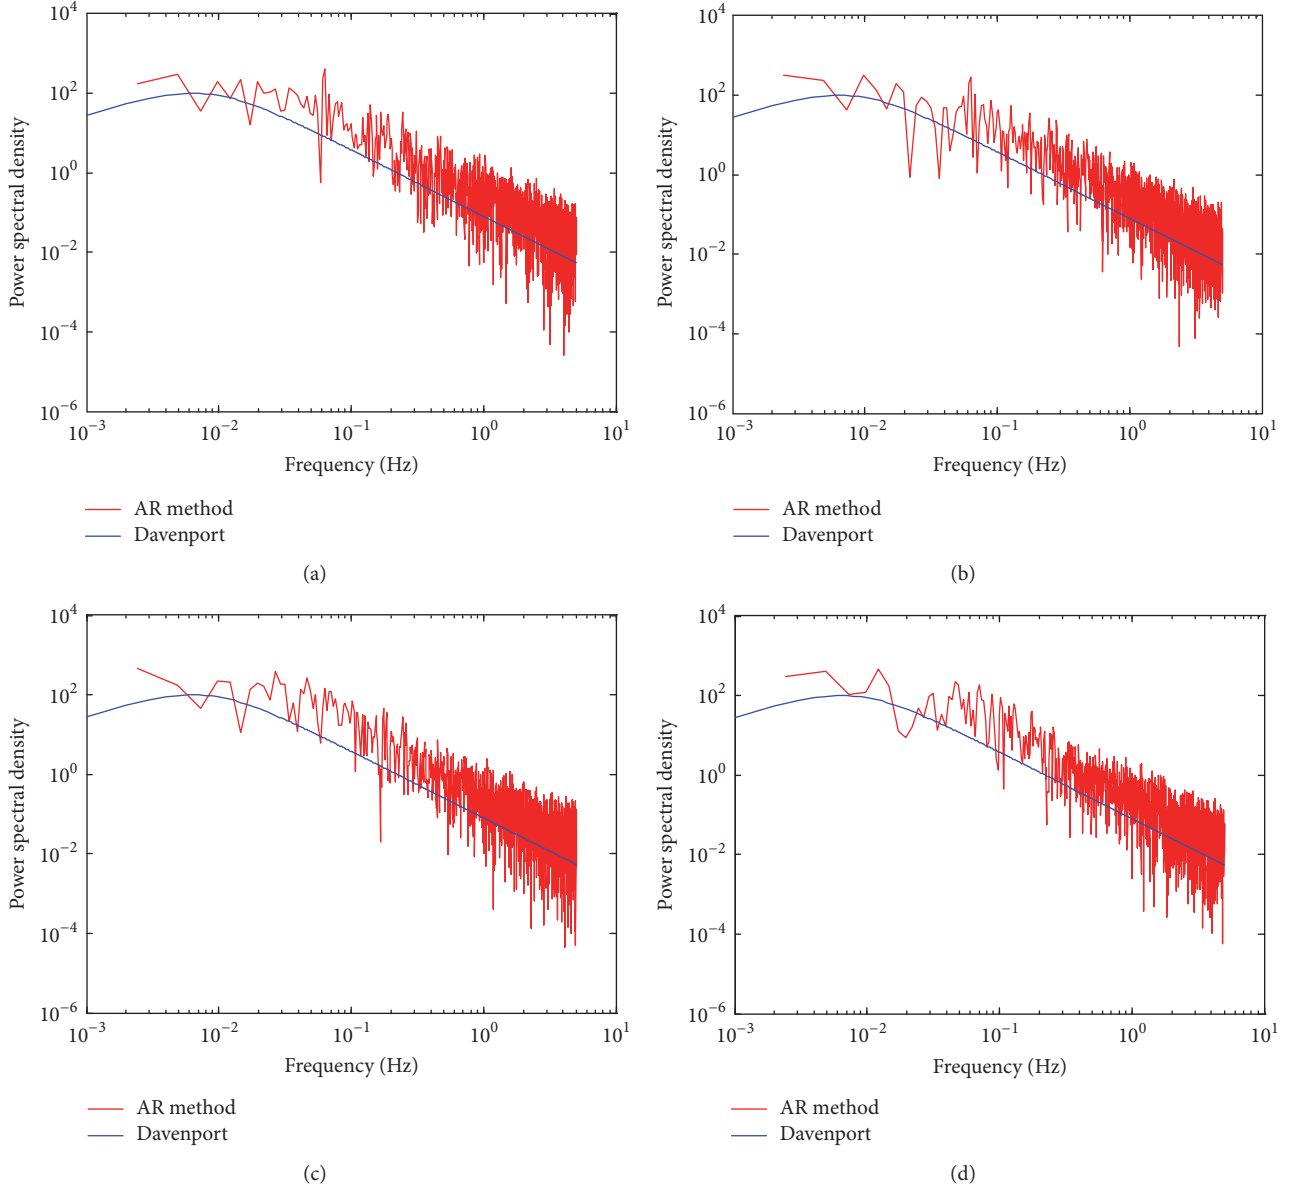 10^4
10^2
10^0
10^−2
10^−4
10^−6
Power spectral density
10^−3 10^−2 10^−1 10^0 10^1
Frequency (Hz)
AR method
Davenport
(a)
10^4
10^2
10^0
10^−2
10^−4
10^−6
Power spectral density
10^−3 10^−2 10^−1 10^0 10^1
Frequency (Hz)
AR method
Davenport
(b)
10^4
10^2
10^0
10^−2
10^−4
10^−6
Power spectral density
10^−3 10^−2 10^−1 10^0 10^1
Frequency (Hz)
AR method
Davenport
(c)
10^4
10^2
10^0
10^−2
10^−4
10^−6
Power spectral density
10^−3 10^−2 10^−1 10^0 10^1
Frequency (Hz)
AR method
Davenport
(d)